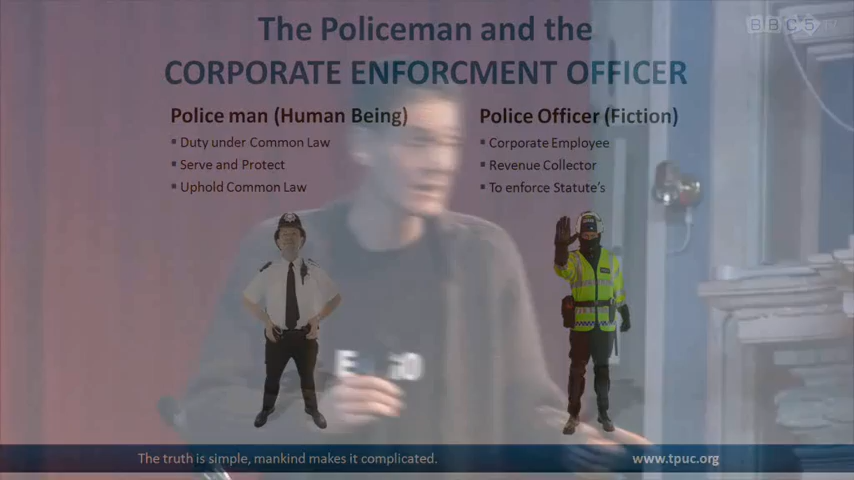 BBC5
The Policeman and the
CORPORATE ENFORCMENT OFFICER
Police man (Human Being)
▪ Duty under Common Law
▪ Serve and Protect
▪ Uphold Common Law
Police Officer (Fiction)
▪ Corporate Employee
▪ Revenue Collector
▪ To enforce Statute's
The truth is simple, mankind makes it complicated.
www.tpuc.org